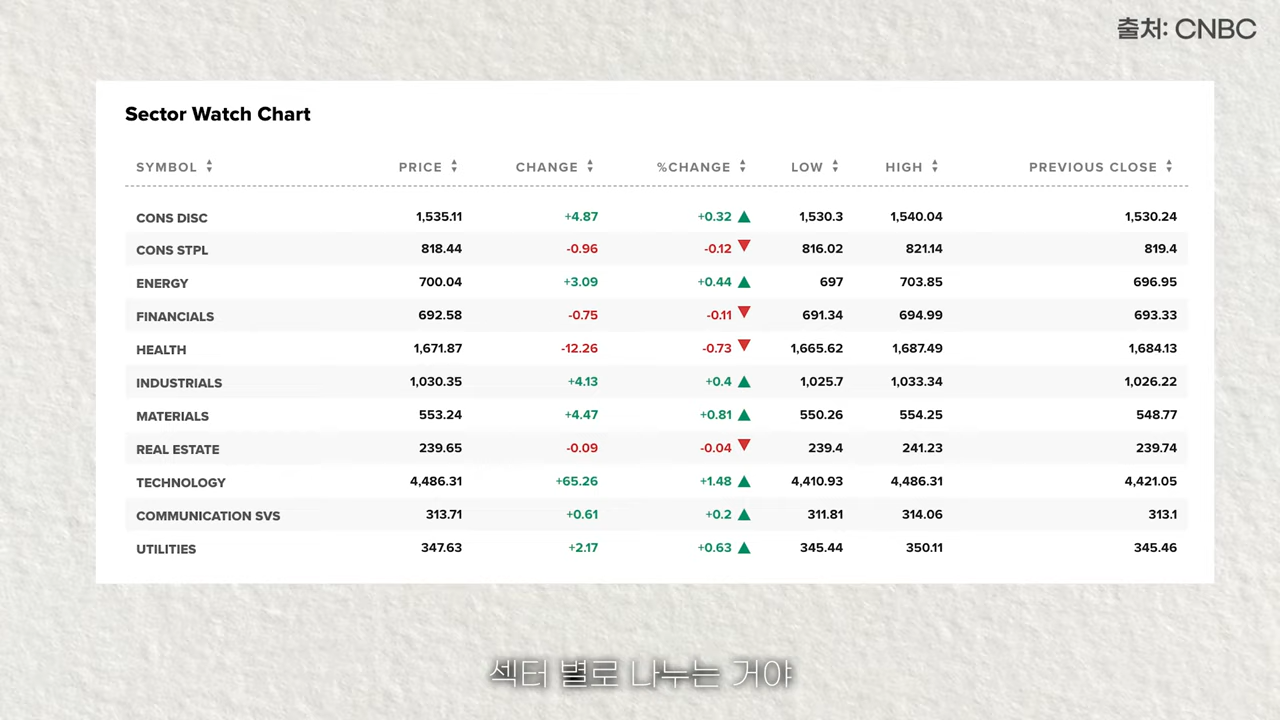 출처: CNBC
Sector Watch Chart
SYMBOL PRICE CHANGE %CHANGE LOW HIGH PREVIOUS CLOSE
CONS DISC 1,535.11 +4.87 +0.32 1,530.3 1,540.04 1,530.24
CONS STPL 818.44 -0.96 -0.12 816.02 821.14 819.4
ENERGY 700.04 +3.09 +0.44 697 703.85 696.95
FINANCIALS 692.58 -0.75 -0.11 691.34 694.99 693.33
HEALTH 1,671.87 -12.26 -0.73 1,665.62 1,687.49 1,684.13
INDUSTRIALS 1,030.35 +4.13 +0.4 1,025.7 1,033.34 1,026.22
MATERIALS 553.24 +4.47 +0.81 550.26 554.25 548.77
REAL ESTATE 239.65 -0.09 -0.04 239.4 241.23 239.74
TECHNOLOGY 4,486.31 +65.26 +1.48 4,410.93 4,486.31 4,421.05
COMMUNICATION SVS 313.71 +0.61 +0.2 311.81 314.06 313.1
UTILITIES 347.63 +2.17 +0.63 345.44 350.11 345.46
섹터 별로 나누는 거야